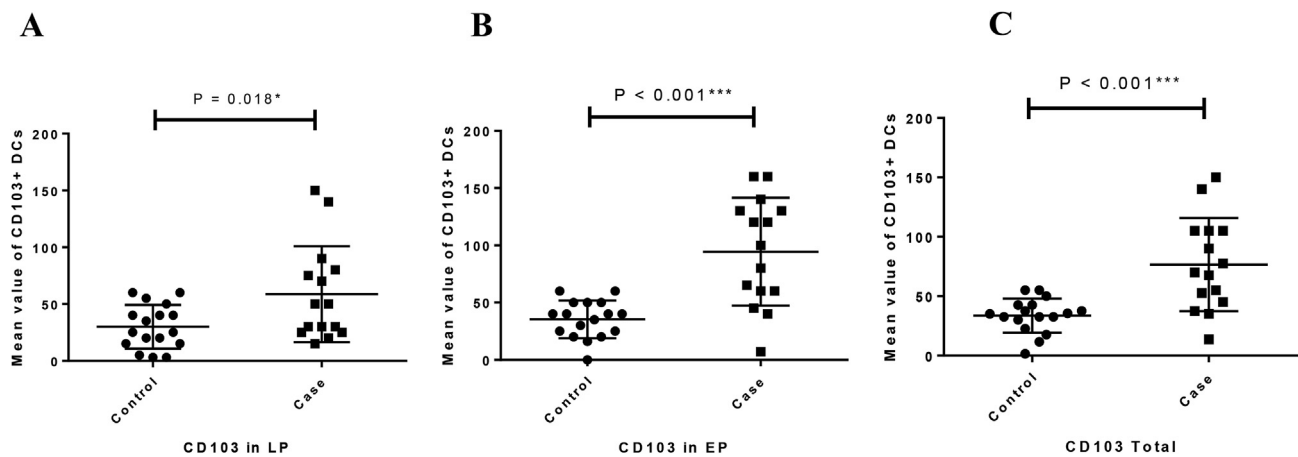 A
P = 0.018*
Mean value of CD103+ DCs
200
150
100
50
0
Control
Case
CD103 in LP
B
P < 0.001***
Mean value of CD103+ DCs
200
150
100
50
0
Control
Case
CD103 in EP
C
P < 0.001***
Mean value of CD103+ DCs
200
150
100
50
0
Control
Case
CD103 Total